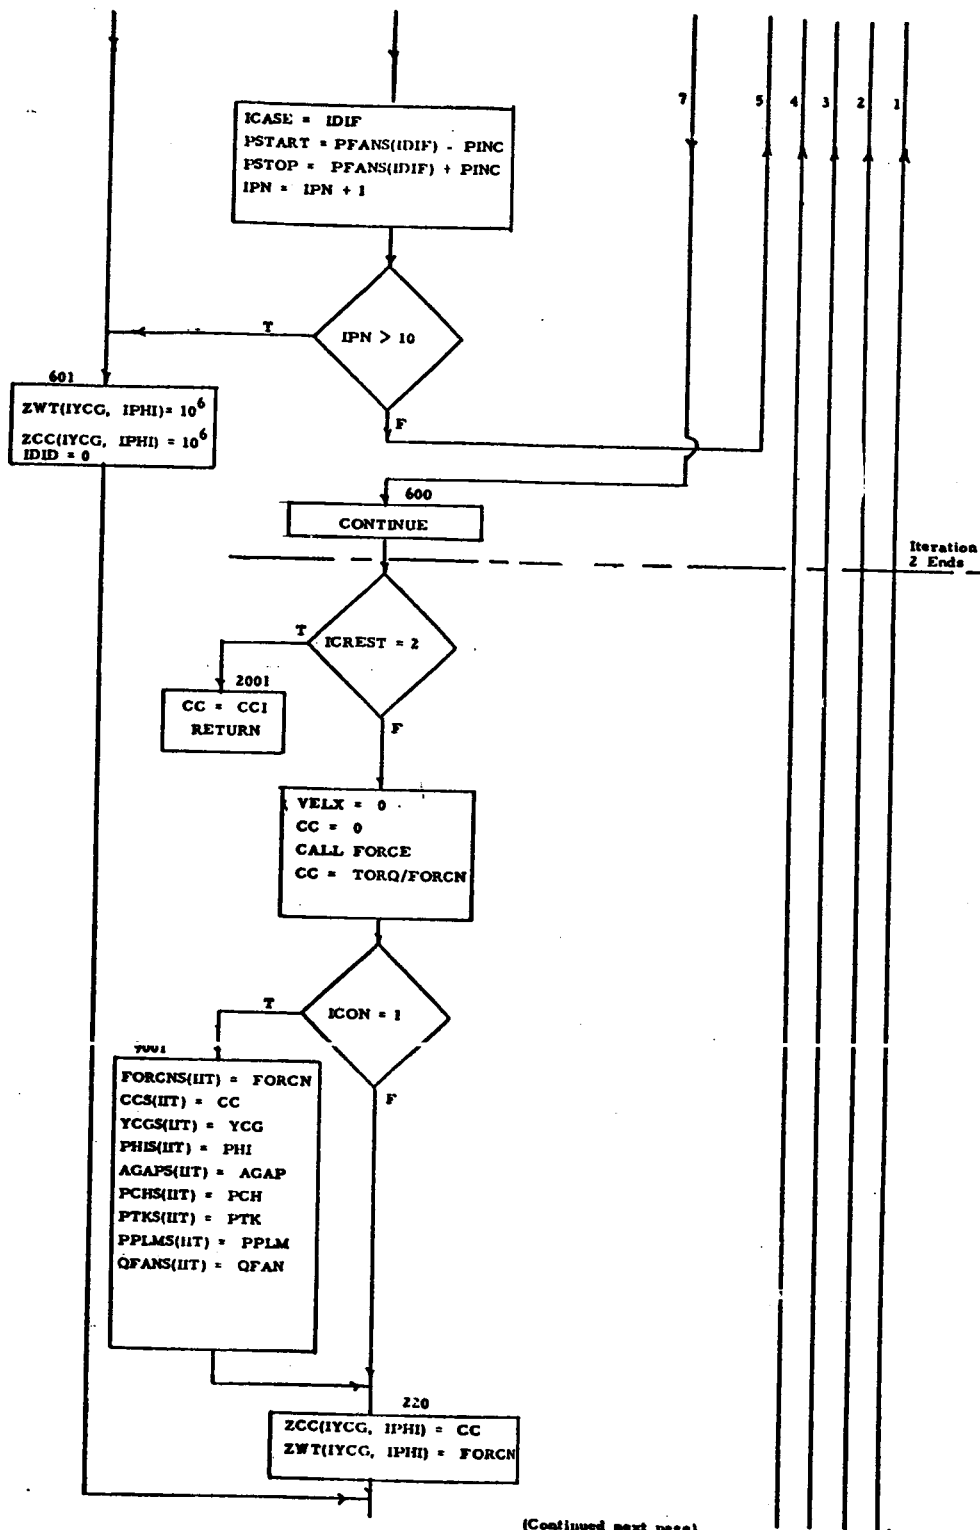 7
5
4
3
2
1
ICASE = IDIF
PSTART = PFANS(IDIF) - PINC
PSTOP = PFANS(IDIF) + PINC
IPN = IPN + 1
IPN > 10
T
F
601
ZWT(IYCG, IPHI) = 10^6
ZCC(IYCG, IPHI) = 10^6
IDID = 0
600
CONTINUE
Iteration
2 Ends
ICREST = 2
T
F
2001
CC = CCI
RETURN
VELX = 0
CC = 0
CALL FORCE
CC = TORQ/FORCN
ICON = 1
T
F
FORCNS(IIT) = FORCN
CCS(IIT) = CC
YCGS(IIT) = YCG
PHIS(IIT) = PHI
AGAPS(IIT) = AGAP
PCHS(IIT) = PCH
PTKS(IIT) = PTK
PPLMS(IIT) = PPLM
QFANS(IIT) = QFAN
220
ZCC(IYCG, IPHI) = CC
ZWT(IYCG, IPHI) = FORCN
(Continued next page)